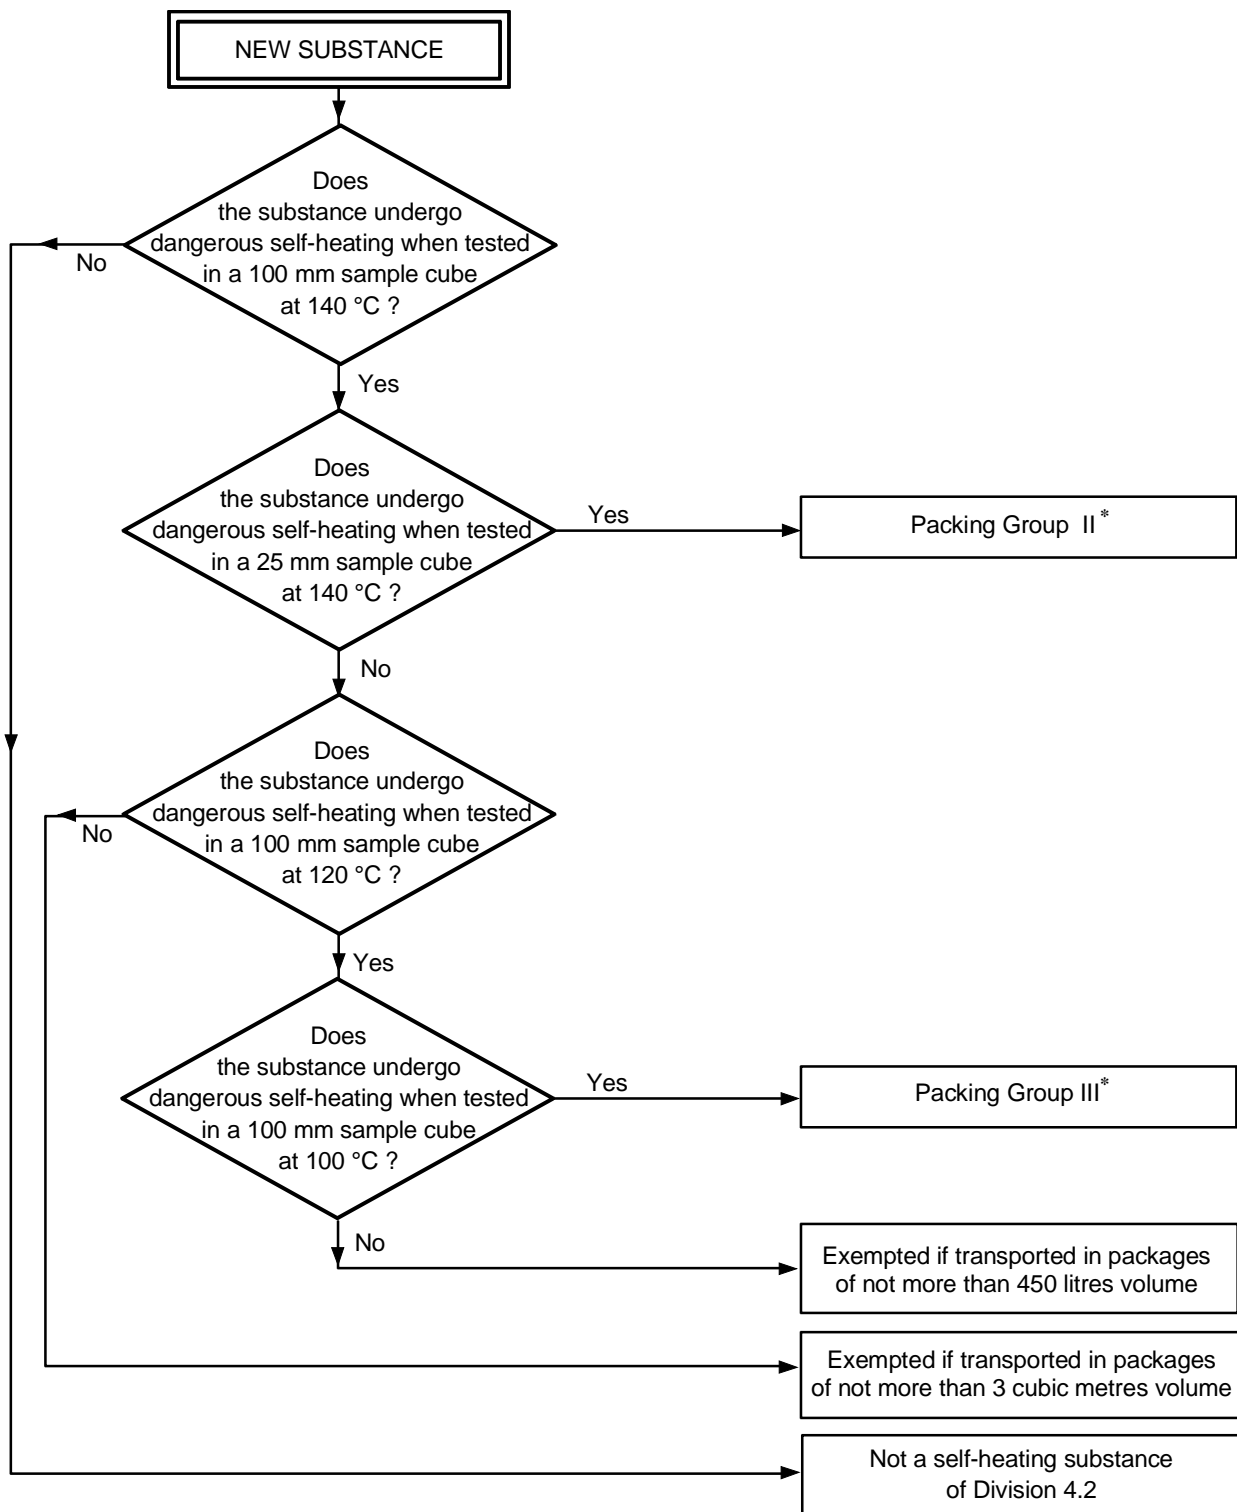 NEW SUBSTANCE
Does
the substance undergo
dangerous self-heating when tested
in a 100 mm sample cube
at 140 °C ?
No
Yes
Does
the substance undergo
dangerous self-heating when tested
in a 25 mm sample cube
at 140 °C ?
Yes
Packing Group II*
No
Does
the substance undergo
dangerous self-heating when tested
in a 100 mm sample cube
at 120 °C ?
No
Yes
Does
the substance undergo
dangerous self-heating when tested
in a 100 mm sample cube
at 100 °C ?
Yes
Packing Group III*
No
Exempted if transported in packages
of not more than 450 litres volume
Exempted if transported in packages
of not more than 3 cubic metres volume
Not a self-heating substance
of Division 4.2